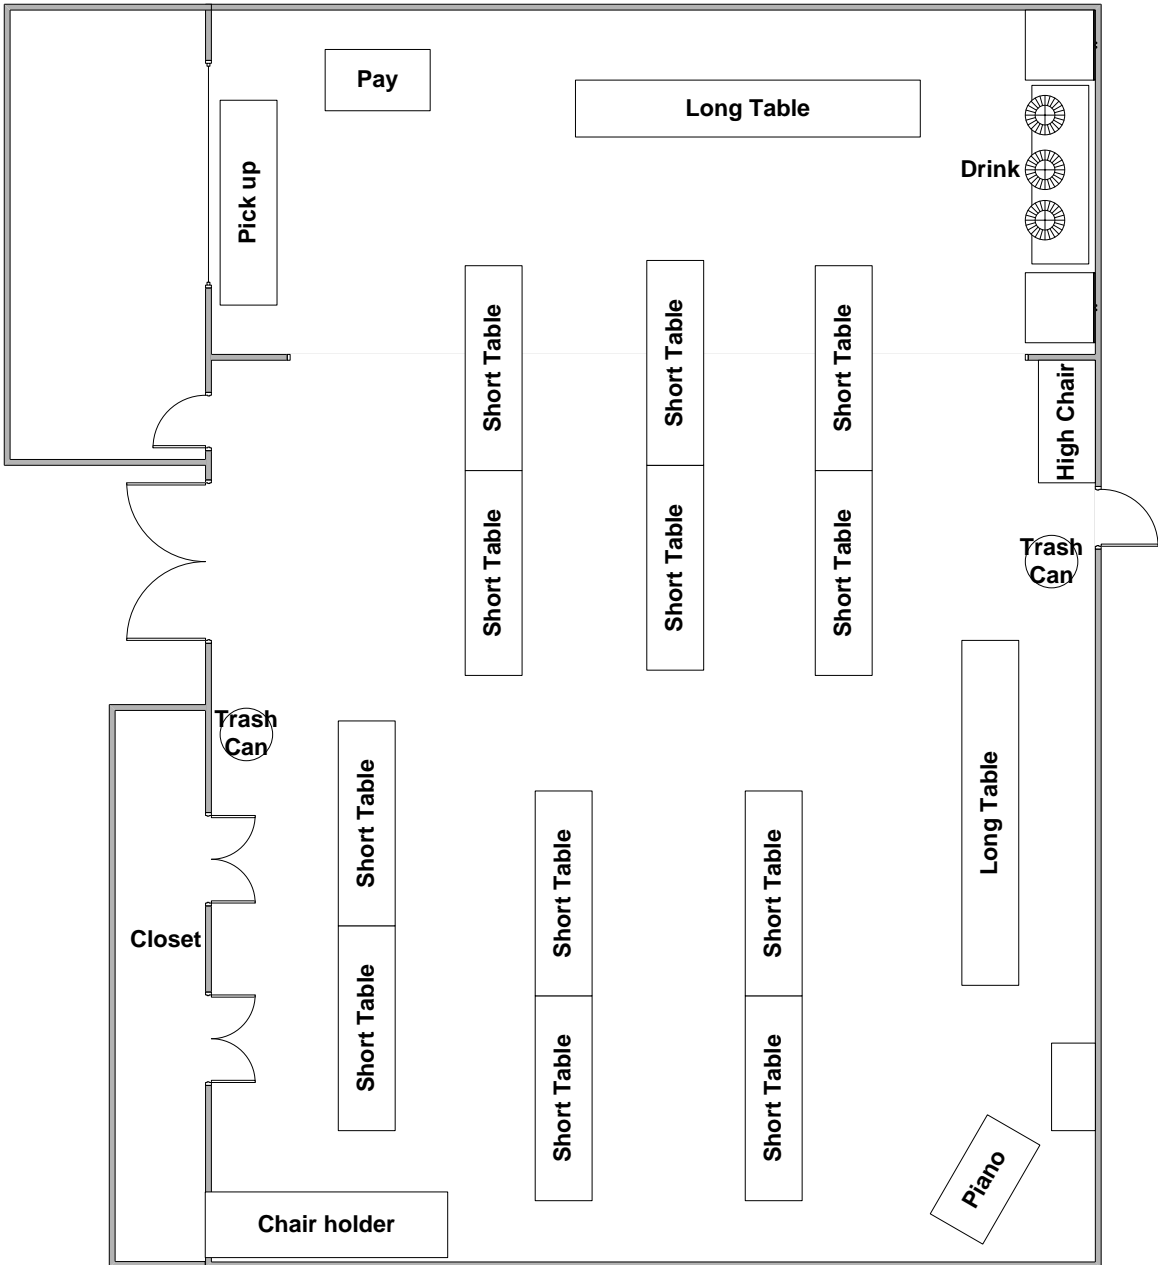 Pay
Long Table
Pick up
Drink
Short Table
Short Table
Short Table
High Chair
Short Table
Short Table
Short Table
Trash
Can
Trash
Can
Short Table
Long Table
Short Table
Short Table
Closet
Short Table
Short Table
Short Table
Piano
Chair holder